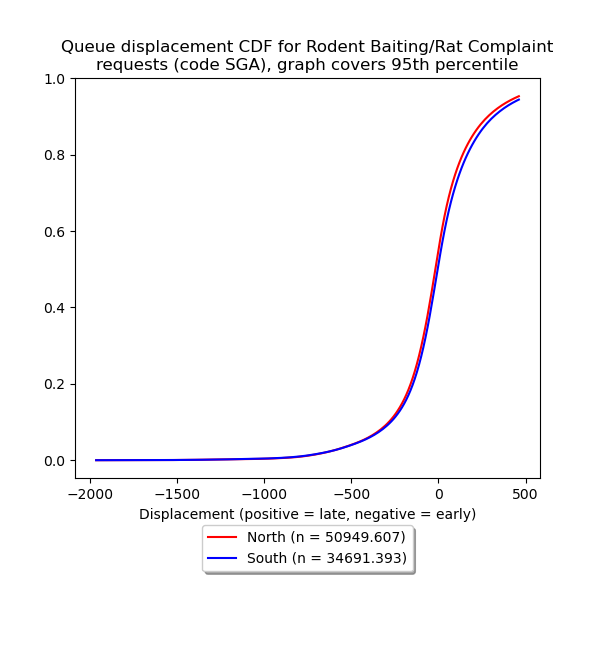 Queue displacement CDF for Rodent Baiting/Rat Complaint
requests (code SGA), graph covers 95th percentile
1.0
0.8
0.6
0.4
0.2
0.0
−2000 −1500 −1000 −500 0 500
Displacement (positive = late, negative = early)
North (n = 50949.607)
South (n = 34691.393)